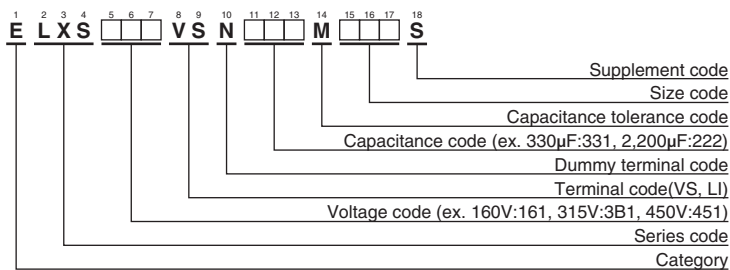 1 2 3 4 5 6 7 8 9 10 11 12 13 14 15 16 17 18
E L X S □□□ V S N □□□ M □□□ S
Supplement code
Size code
Capacitance tolerance code
Capacitance code (ex. 330µF:331, 2,200µF:222)
Dummy terminal code
Terminal code(VS, LI)
Voltage code (ex. 160V:161, 315V:3B1, 450V:451)
Series code
Category